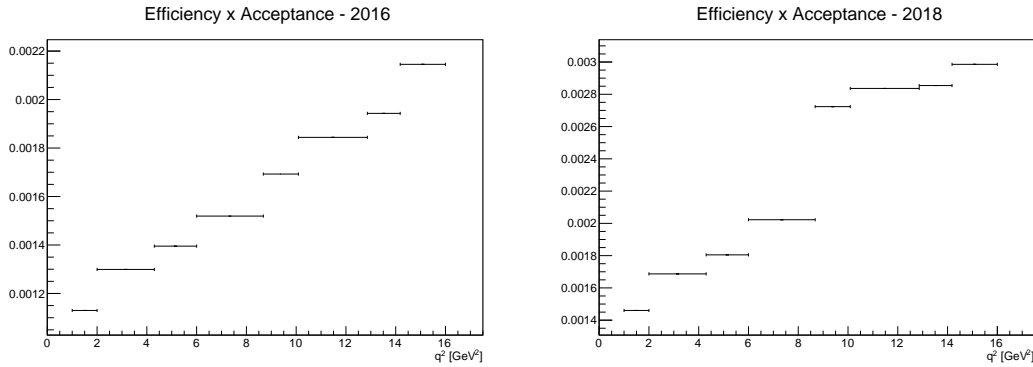 Efficiency x Acceptance - 2016
0.0022
0.002
0.0018
0.0016
0.0014
0.0012
0 2 4 6 8 10 12 14 16
q² [GeV²]
Efficiency x Acceptance - 2018
0.003
0.0028
0.0026
0.0024
0.0022
0.002
0.0018
0.0016
0.0014
0 2 4 6 8 10 12 14 16
q² [GeV²]